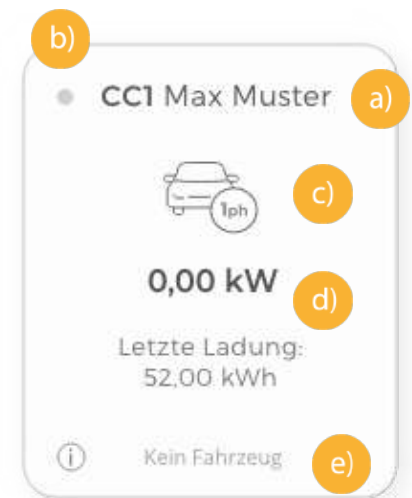 b)
CC1 Max Muster a)
1ph c)
0,00 kW
d)
Letzte Ladung:
52,00 kWh
i Kein Fahrzeug e)